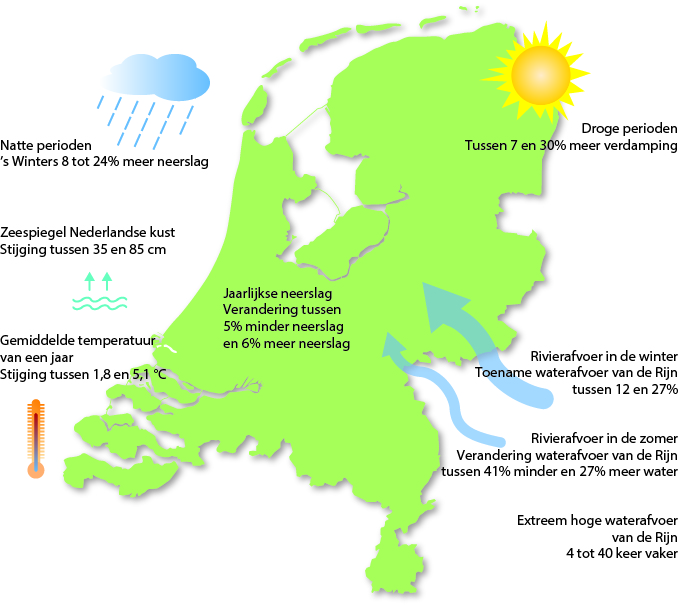 Natte perioden
's Winters 8 tot 24% meer neerslag
Droge perioden
Tussen 7 en 30% meer verdamping
Zeespiegel Nederlandse kust
Stijging tussen 35 en 85 cm
Jaarlijkse neerslag
Verandering tussen
5% minder neerslag
en 6% meer neerslag
Gemiddelde temperatuur
van een jaar
Stijging tussen 1,8 en 5,1 °C
Rivierafvoer in de winter
Toename waterafvoer van de Rijn
tussen 12 en 27%
Rivierafvoer in de zomer
Verandering waterafvoer van de Rijn
tussen 41% minder en 27% meer water
Extreem hoge waterafvoer
van de Rijn
4 tot 40 keer vaker